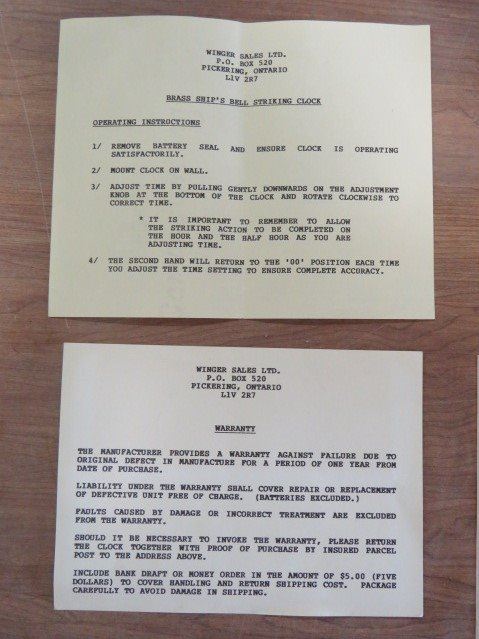 WINGER SALES LTD.
P.O. BOX 520
PICKERING, ONTARIO
L1V 2R7
BRASS SHIP'S BELL STRIKING CLOCK
OPERATING INSTRUCTIONS
1/ REMOVE BATTERY SEAL AND ENSURE CLOCK IS OPERATING
SATISFACTORILY.
2/ MOUNT CLOCK ON WALL.
3/ ADJUST TIME BY PULLING GENTLY DOWNWARDS ON THE ADJUSTMENT
KNOB AT THE BOTTOM OF THE CLOCK AND ROTATE CLOCKWISE TO
CORRECT TIME.
* IT IS IMPORTANT TO REMEMBER TO ALLOW
THE STRIKING ACTION TO BE COMPLETED ON
THE HOUR AND THE HALF HOUR AS YOU ARE
ADJUSTING TIME.
4/ THE SECOND HAND WILL RETURN TO THE '00' POSITION EACH TIME
YOU ADJUST THE TIME SETTING TO ENSURE COMPLETE ACCURACY.
WINGER SALES LTD.
P.O. BOX 520
PICKERING, ONTARIO
L1V 2R7
WARRANTY
THE MANUFACTURER PROVIDES A WARRANTY AGAINST FAILURE DUE TO
ORIGINAL DEFECT IN MANUFACTURE FOR A PERIOD OF ONE YEAR FROM
DATE OF PURCHASE.
LIABILITY UNDER THE WARRANTY SHALL COVER REPAIR OR REPLACEMENT
OF DEFECTIVE UNIT FREE OF CHARGE. (BATTERIES EXCLUDED.)
FAULTS CAUSED BY DAMAGE OR INCORRECT TREATMENT ARE EXCLUDED
FROM THE WARRANTY.
SHOULD IT BE NECESSARY TO INVOKE THE WARRANTY, PLEASE RETURN
THE CLOCK TOGETHER WITH PROOF OF PURCHASE BY INSURED PARCEL
POST TO THE ADDRESS ABOVE.
INCLUDE BANK DRAFT OR MONEY ORDER IN THE AMOUNT OF $5.00 (FIVE
DOLLARS) TO COVER HANDLING AND RETURN SHIPPING COST. PACKAGE
CAREFULLY TO AVOID DAMAGE IN SHIPPING.